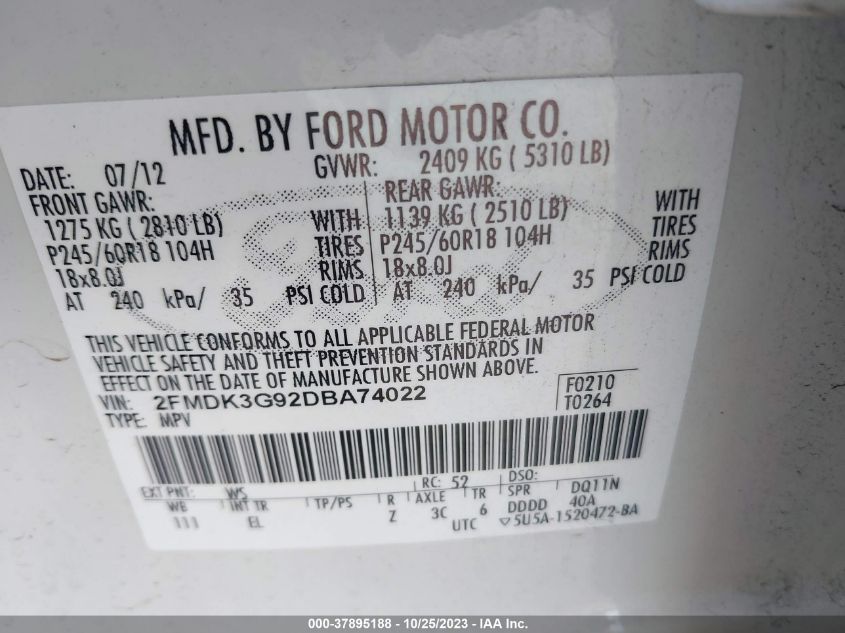 MFD. BY FORD MOTOR CO.
DATE: 07/12 GVWR: 2409 KG ( 5310 LB)
FRONT GAWR: REAR GAWR:
1275 KG ( 2810 LB) WITH 1139 KG ( 2510 LB) WITH
P245/60R18 104H TIRES P245/60R18 104H TIRES
18x8.0J RIMS 18x8.0J RIMS
AT 240 kPa/ 35 PSI COLD AT 240 kPa/ 35 PSI COLD
THIS VEHICLE CONFORMS TO ALL APPLICABLE FEDERAL MOTOR
VEHICLE SAFETY AND THEFT PREVENTION STANDARDS IN
EFFECT ON THE DATE OF MANUFACTURE SHOWN ABOVE.
VIN: 2FMDK3G92DBA74022 F0210
TYPE: MPV T0264
EXT PNT: WS RC: 52 DSO:
WB INT TR TP/PS R AXLE TR SPR DQ11N
111 EL Z 3C 6 DDDD 40A
UTC ▽5U5A-1520472-BA
000-37895188 - 10/25/2023 - IAA Inc.